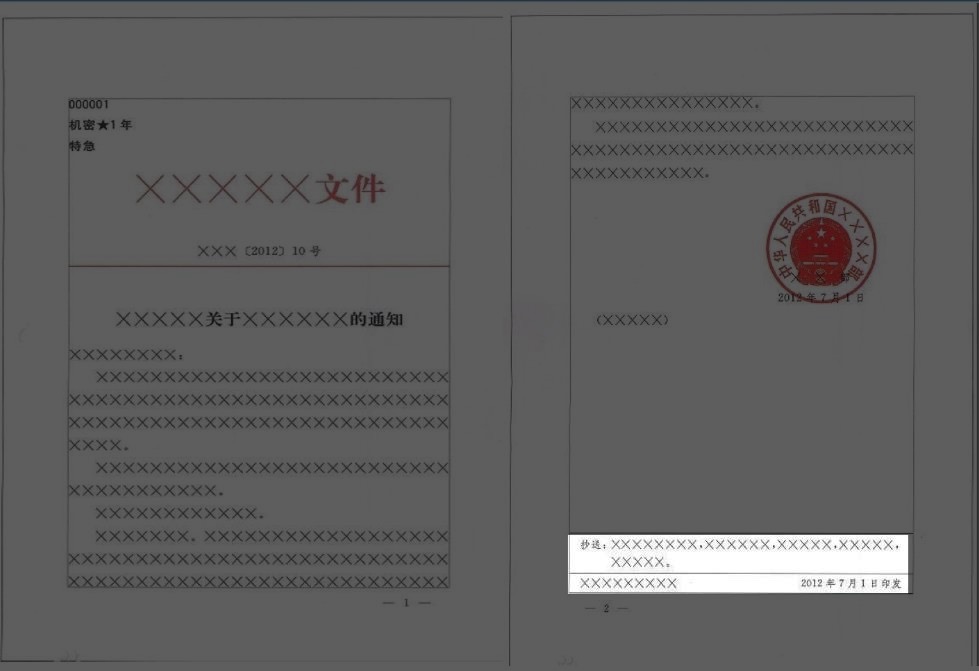 000001
机密★1年
特急
×××××文件
×××〔2012〕10号
×××××关于××××××的通知
××××××××：
××××××××××××××××××××××××××
××××××××××××××××××××××××××××
××××××××××××××××××××××××××××
××××。
××××××××××××××××××××××××××
×××××××××××。
××××××××××××。
×××××××。××××××××××××××××××
××××××××××××××××××××××××××××
××××××××××××××××××××××××××××
— 1 —
×××××××××××××××。
××××××××××××××××××××××××××
××××××××××××××××××××××××××××
×××××××××××。
中华人民共和国××××部
2012年7月1日
（×××××）
抄送：××××××××，××××××，×××××，×××××，
×××××。
×××××××××　2012年7月1日印发
— 2 —